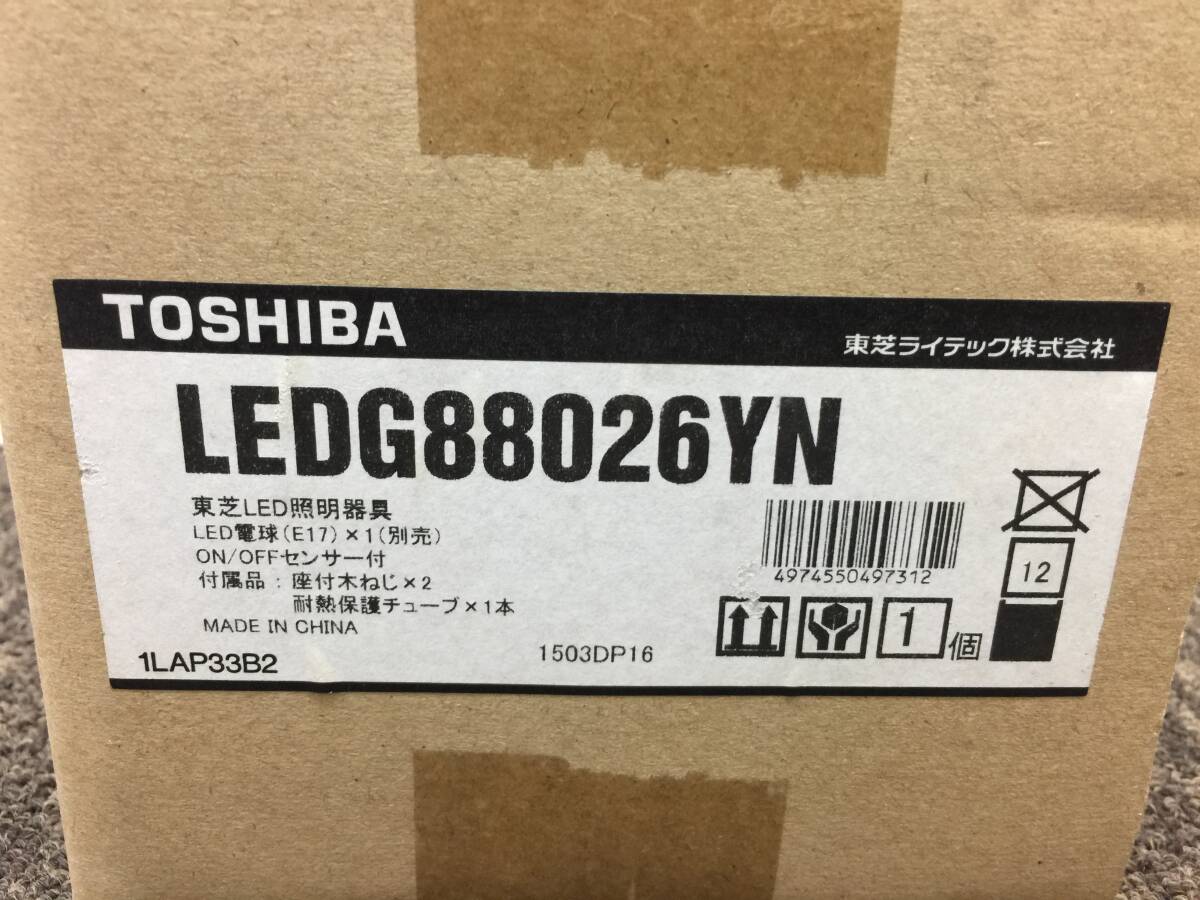 TOSHIBA
東芝ライテック株式会社
LEDG88026YN
東芝LED照明器具
LED電球(E17)×1(別売)
ON/OFFセンサー付
付属品：座付木ねじ×2
耐熱保護チューブ×1本
MADE IN CHINA
1LAP33B2
1503DP16
4974550497312
12
1個